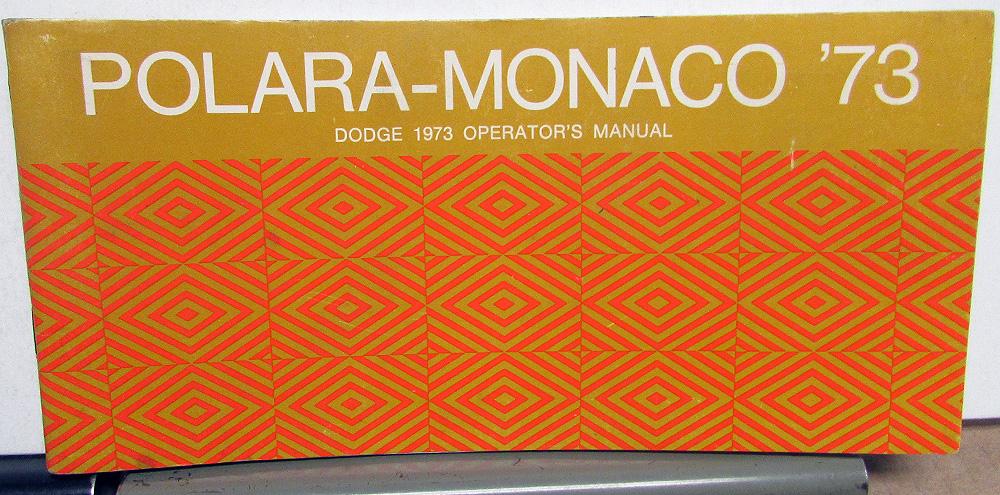 POLARA-MONACO '73
DODGE 1973 OPERATOR'S MANUAL